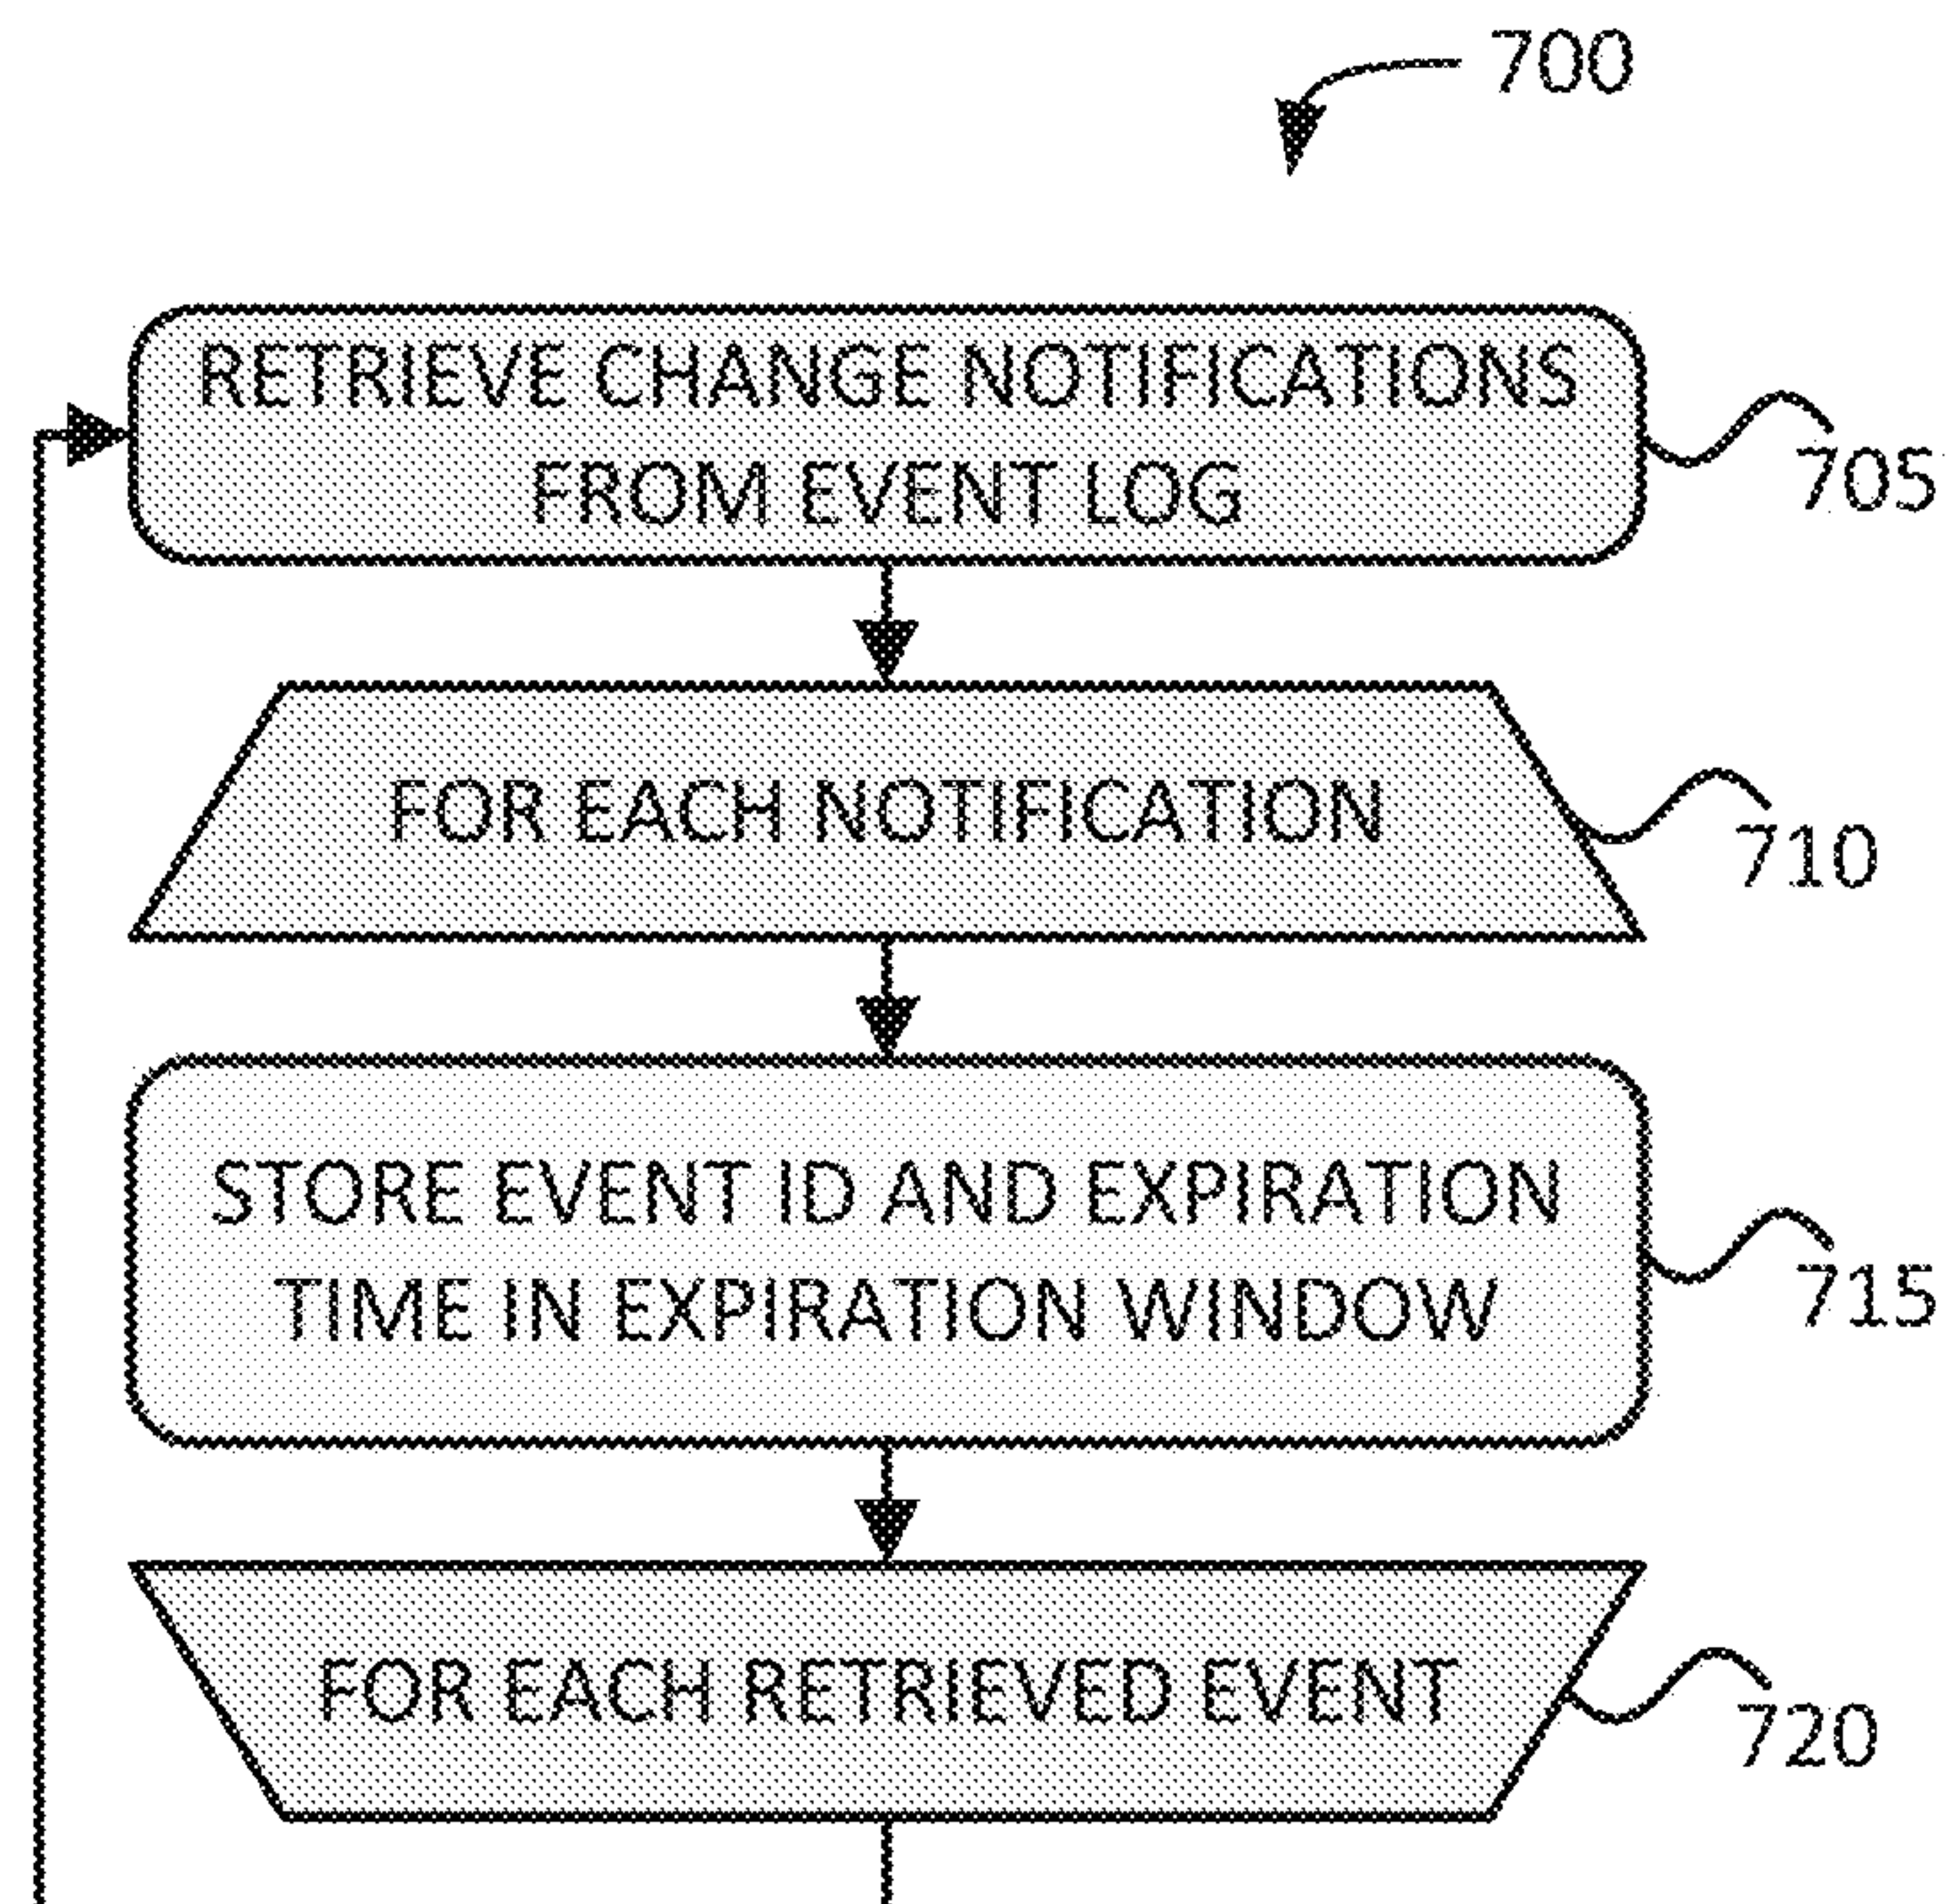 700
RETRIEVE CHANGE NOTIFICATIONS
FROM EVENT LOG
705
FOR EACH NOTIFICATION
710
STORE EVENT ID AND EXPIRATION
TIME IN EXPIRATION WINDOW
715
FOR EACH RETRIEVED EVENT
720